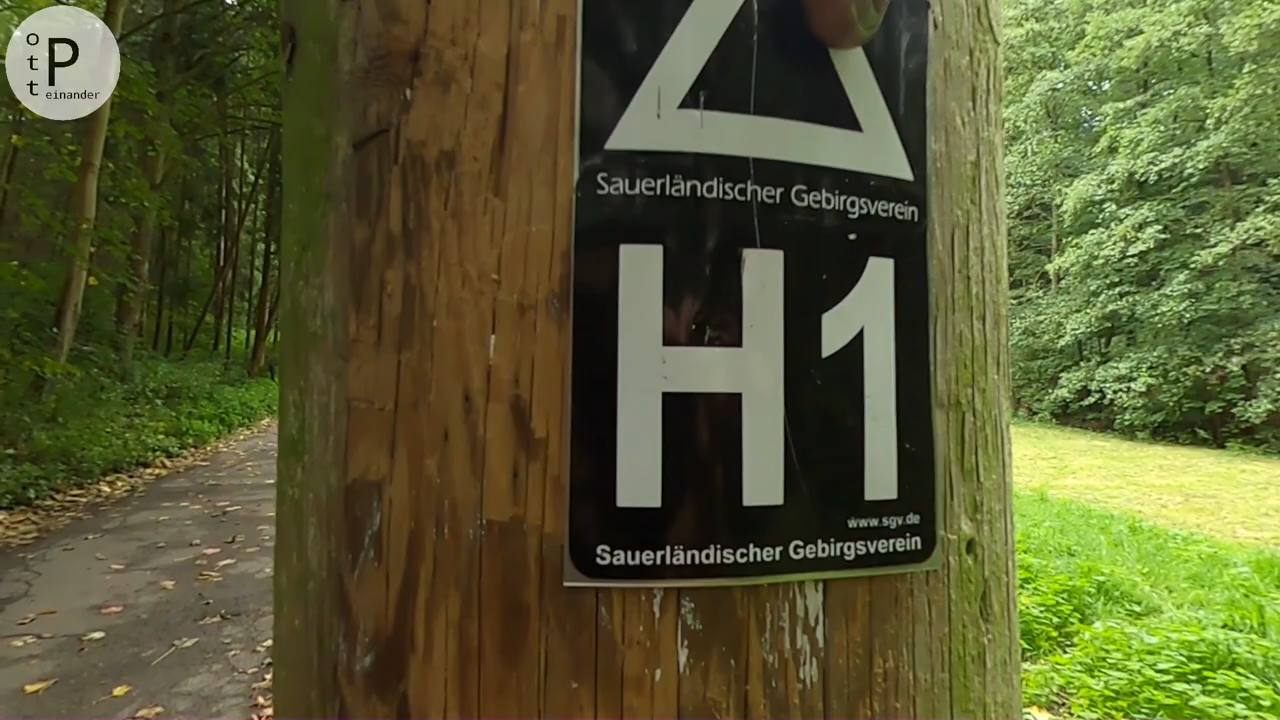 ott
P
einander
Sauerländischer Gebirgsverein
H1
www.sgv.de
Sauerländischer Gebirgsverein